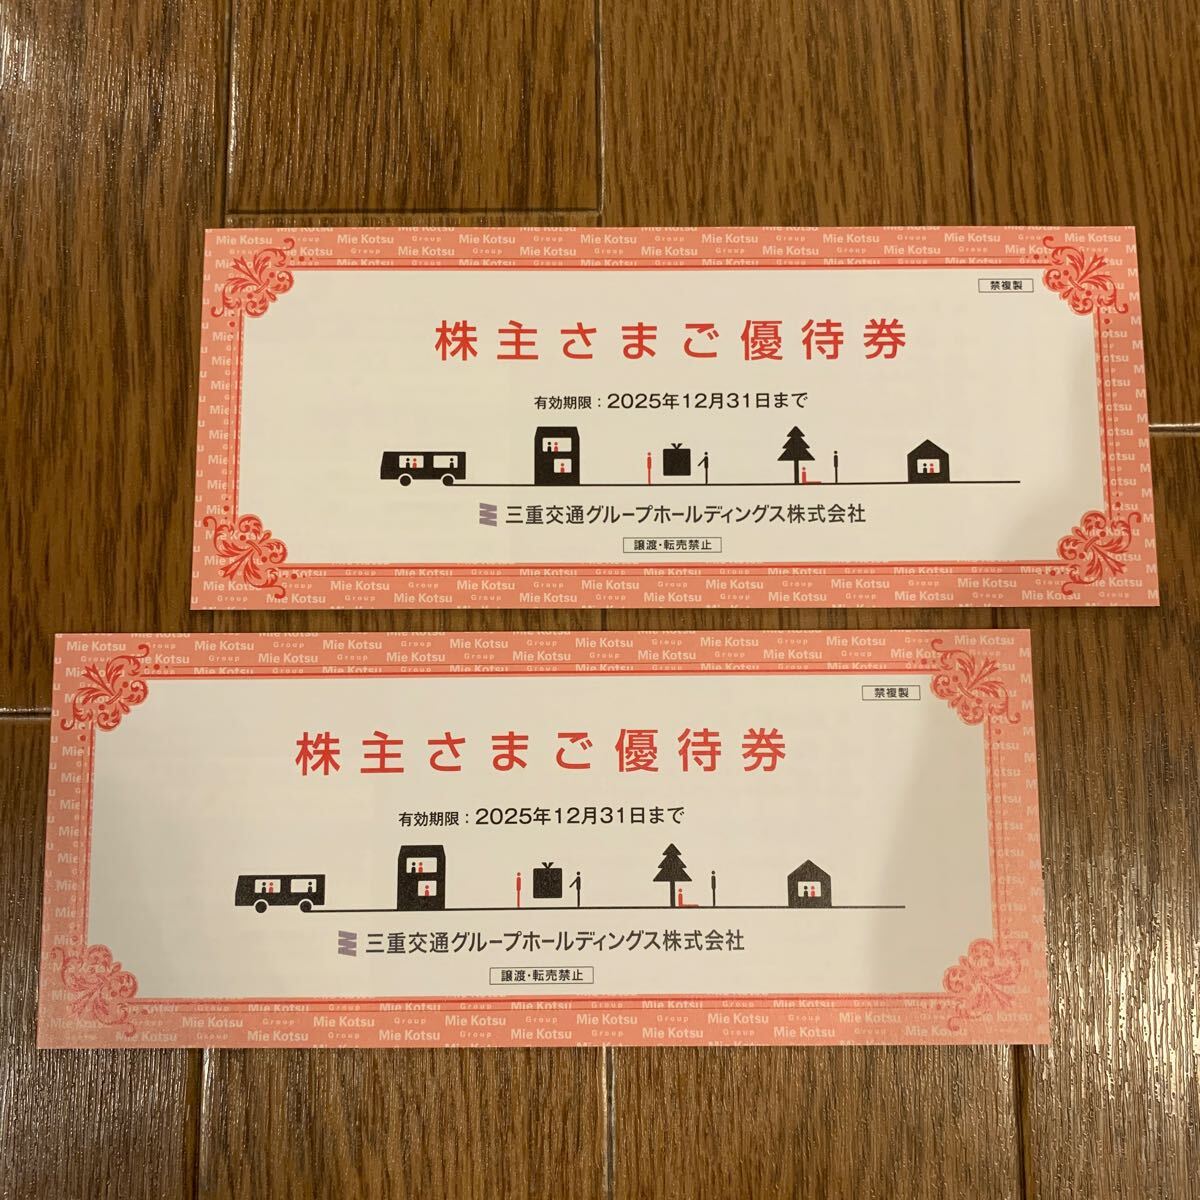 禁複製
株主さまご優待券
有効期限：2025年12月31日まで
三重交通グループホールディングス株式会社
譲渡・転売禁止
Mie Kotsu Group
禁複製
株主さまご優待券
有効期限：2025年12月31日まで
三重交通グループホールディングス株式会社
譲渡・転売禁止
Mie Kotsu Group